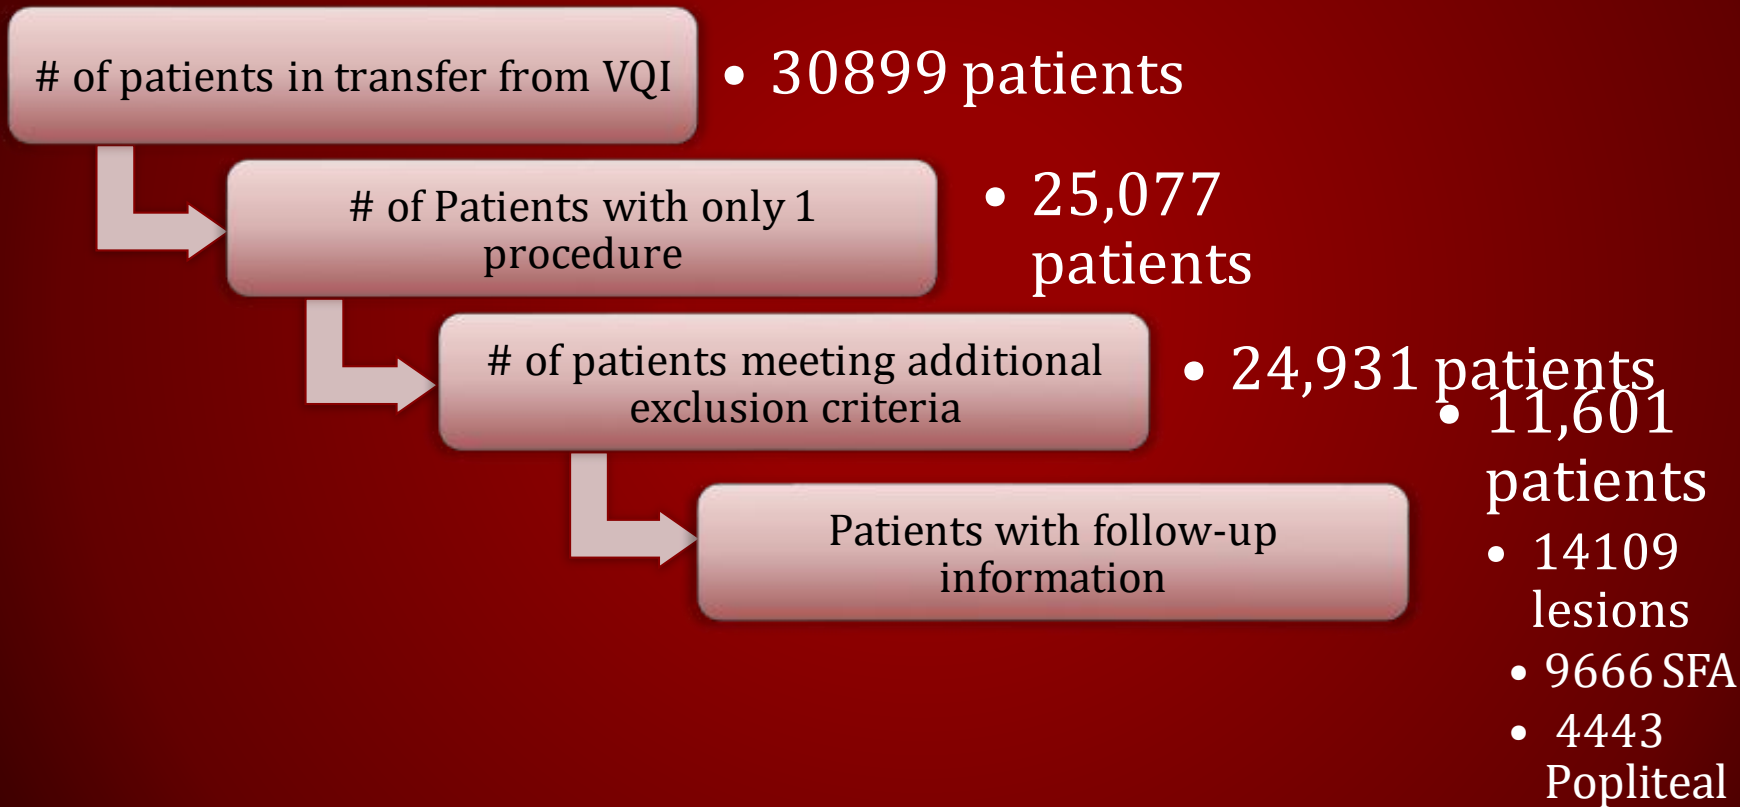 # of patients in transfer from VQI
• 30899 patients
# of Patients with only 1
procedure
• 25,077
patients
# of patients meeting additional
exclusion criteria
• 24,931 patients
Patients with follow-up
information
• 11,601
patients
• 14109
lesions
• 9666 SFA
• 4443
Popliteal